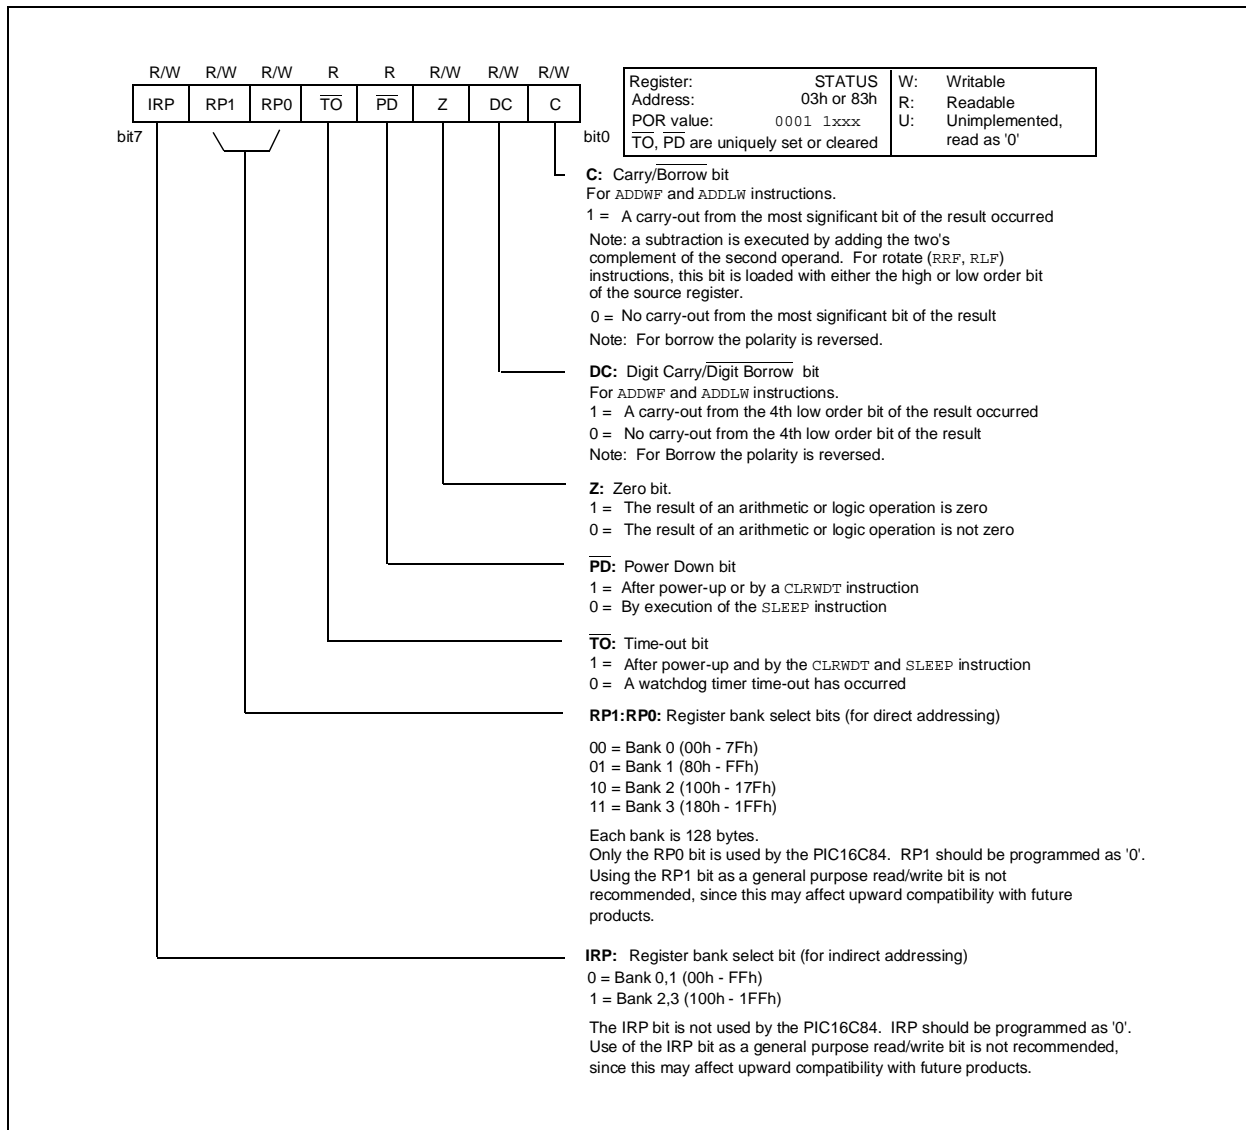 R/W R/W R/W R R R/W R/W R/W
IRP RP1 RP0 TO PD Z DC C
bit7 bit0
Register: STATUS
Address: 03h or 83h
POR value: 0001 1xxx
TO, PD are uniquely set or cleared
W: Writable
R: Readable
U: Unimplemented,
read as '0'
C: Carry/Borrow bit
For ADDWF and ADDLW instructions.
1 = A carry-out from the most significant bit of the result occurred
Note: a subtraction is executed by adding the two's
complement of the second operand. For rotate (RRF, RLF)
instructions, this bit is loaded with either the high or low order bit
of the source register.
0 = No carry-out from the most significant bit of the result
Note: For borrow the polarity is reversed.
DC: Digit Carry/Digit Borrow bit
For ADDWF and ADDLW instructions.
1 = A carry-out from the 4th low order bit of the result occurred
0 = No carry-out from the 4th low order bit of the result
Note: For Borrow the polarity is reversed.
Z: Zero bit.
1 = The result of an arithmetic or logic operation is zero
0 = The result of an arithmetic or logic operation is not zero
PD: Power Down bit
1 = After power-up or by a CLRWDT instruction
0 = By execution of the SLEEP instruction
TO: Time-out bit
1 = After power-up and by the CLRWDT and SLEEP instruction
0 = A watchdog timer time-out has occurred
RP1:RP0: Register bank select bits (for direct addressing)
00 = Bank 0 (00h - 7Fh)
01 = Bank 1 (80h - FFh)
10 = Bank 2 (100h - 17Fh)
11 = Bank 3 (180h - 1FFh)
Each bank is 128 bytes.
Only the RP0 bit is used by the PIC16C84. RP1 should be programmed as '0'.
Using the RP1 bit as a general purpose read/write bit is not
recommended, since this may affect upward compatibility with future
products.
IRP: Register bank select bit (for indirect addressing)
0 = Bank 0,1 (00h - FFh)
1 = Bank 2,3 (100h - 1FFh)
The IRP bit is not used by the PIC16C84. IRP should be programmed as '0'.
Use of the IRP bit as a general purpose read/write bit is not recommended,
since this may affect upward compatibility with future products.